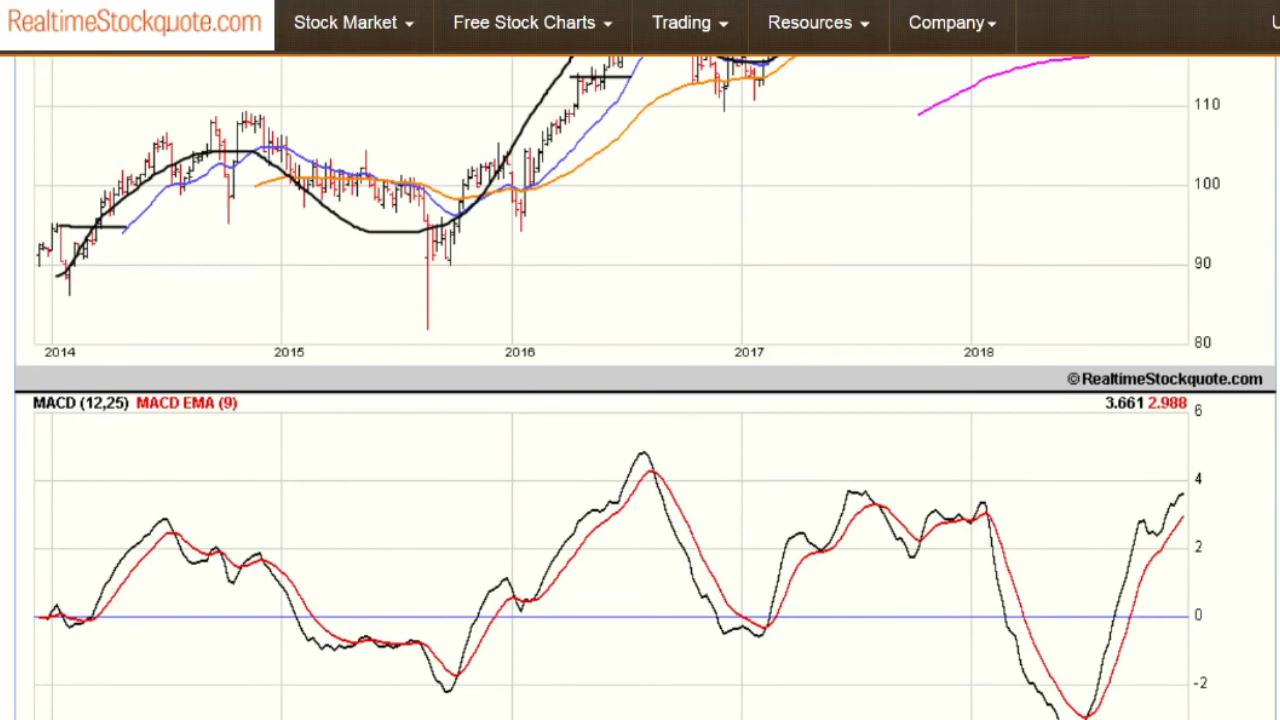 RealtimeStockquote.com Stock Market Free Stock Charts Trading Resources Company U
110
100
90
80
2014 2015 2016 2017 2018
©RealtimeStockquote.com
MACD (12,25) MACD EMA (9) 3.661 2.988
6
4
2
0
-2